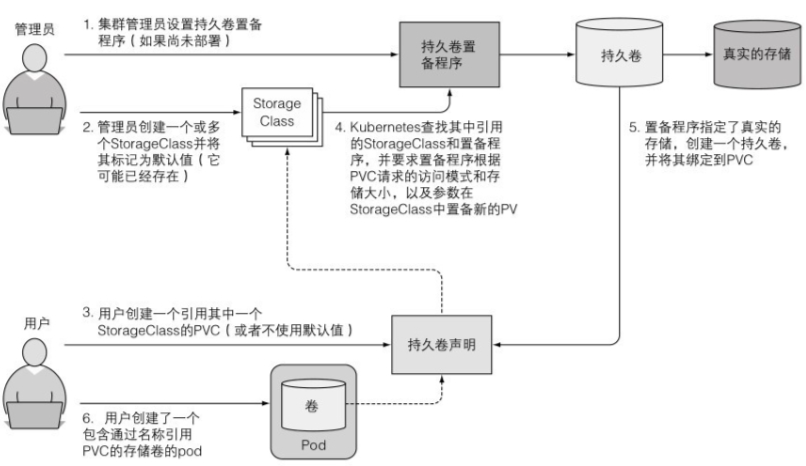 管理员
1. 集群管理员设置持久卷置备
程序（如果尚未部署）
持久卷置
备程序
持久卷
真实的存储
Storage
Class
2. 管理员创建一个或多
个StorageClass并将
其标记为默认值（它
可能已经存在）
4. Kubernetes查找其中引用
的StorageClass和置备程
序，并要求置备程序根据
PVC请求的访问模式和存
储大小，以及参数在
StorageClass中置备新的PV
5. 置备程序指定了真实的
存储，创建一个持久卷，
并将其绑定到PVC
用户
3. 用户创建一个引用其中一个
StorageClass的PVC（或者不使用默认值）
持久卷声明
6. 用户创建了一个
包含通过名称引用
PVC的存储卷的pod
卷
Pod